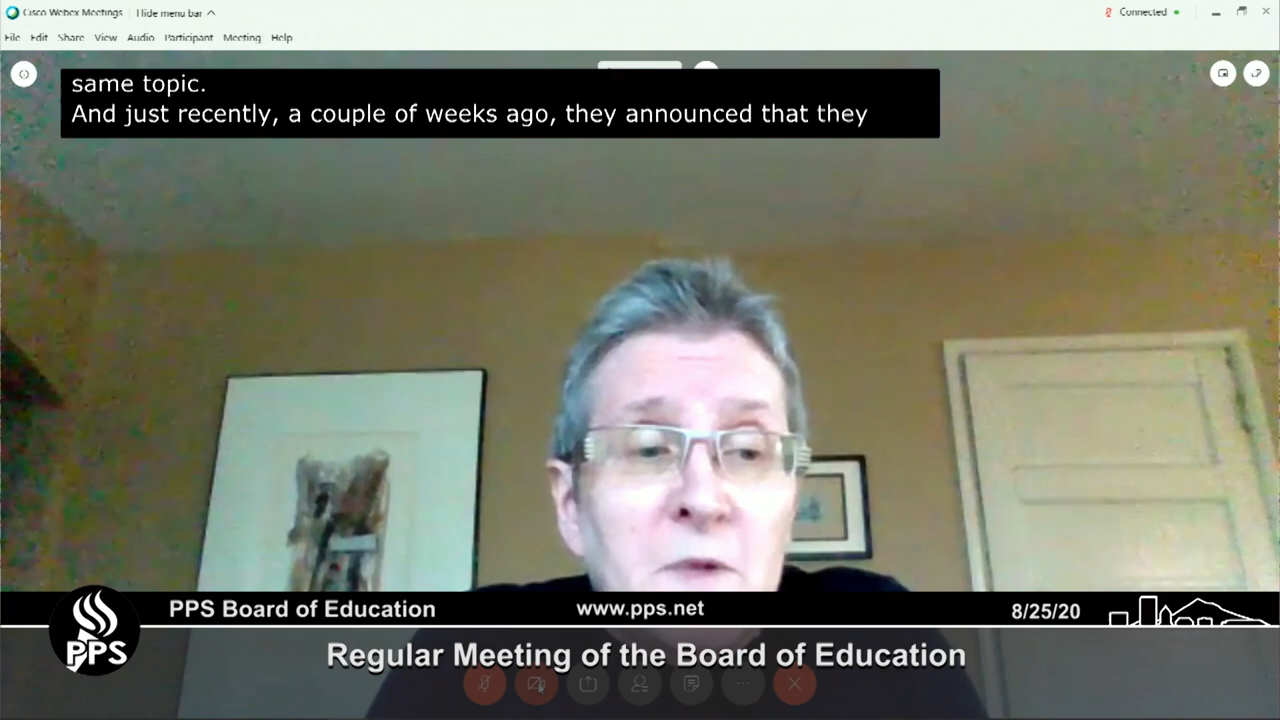 Cisco Webex Meetings Hide menu bar Connected
File Edit Share View Audio Participant Meeting Help
same topic.
And just recently, a couple of weeks ago, they announced that they
PPS Board of Education www.pps.net 8/25/20
PPS
Regular Meeting of the Board of Education